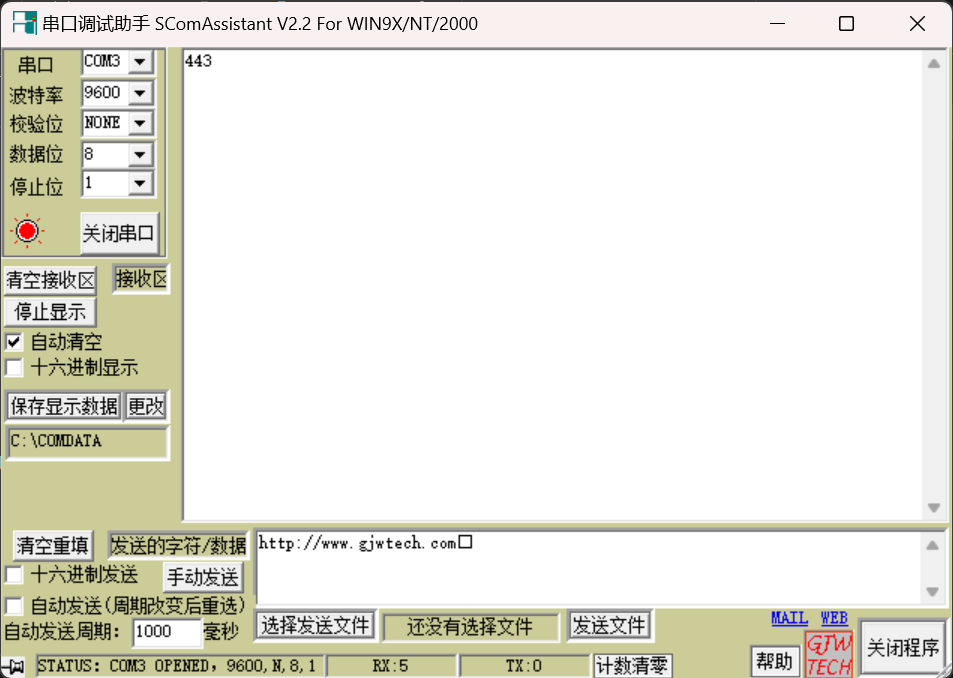 串口调试助手 SComAssistant V2.2 For WIN9X/NT/2000
串口 COM3
波特率 9600
校验位 NONE
数据位 8
停止位 1
关闭串口
443
清空接收区 接收区
停止显示
自动清空
十六进制显示
保存显示数据 更改
C:\COMDATA
清空重填 发送的字符/数据
http://www.gjwtech.com□
十六进制发送 手动发送
自动发送(周期改变后重选)
自动发送周期: 1000 毫秒
选择发送文件 还没有选择文件 发送文件
MAIL WEB
帮助
GJW
TECH
关闭程序
STATUS: COM3 OPENED, 9600,N,8,1 RX:5 TX:0 计数清零